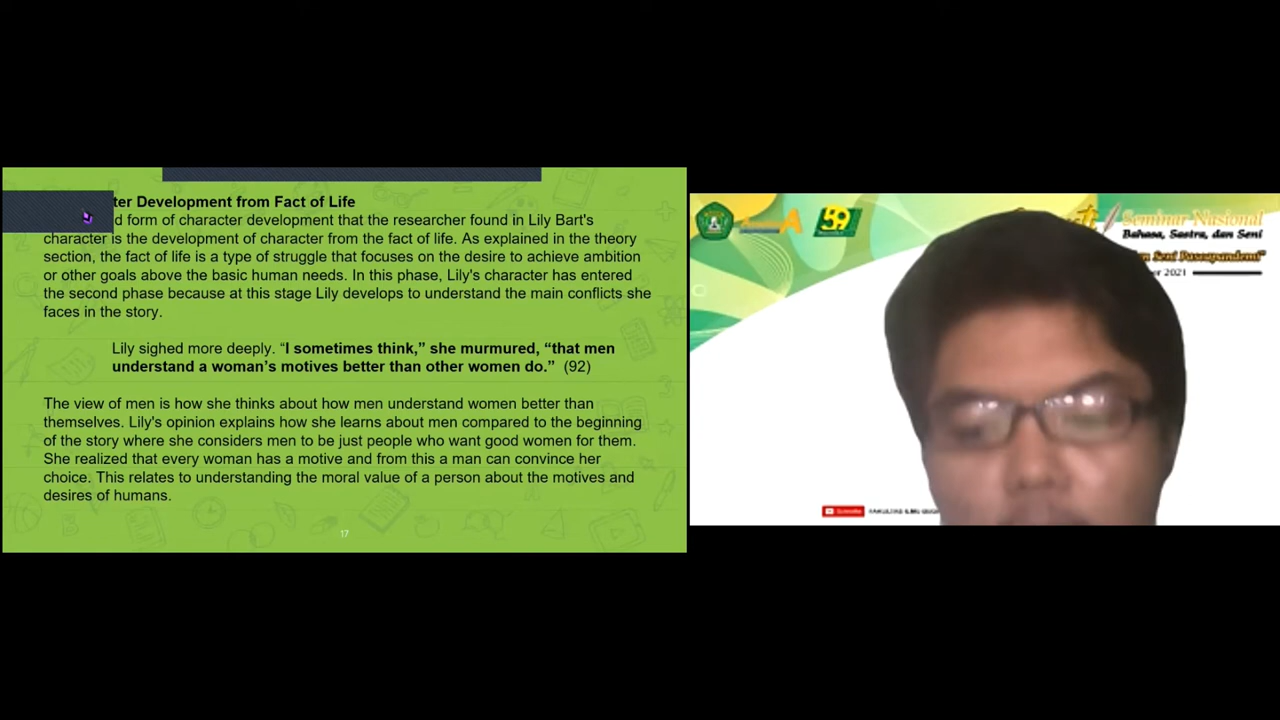 ter Development from Fact of Life
d form of character development that the researcher found in Lily Bart's
character is the development of character from the fact of life. As explained in the theory
section, the fact of life is a type of struggle that focuses on the desire to achieve ambition
or other goals above the basic human needs. In this phase, Lily's character has entered
the second phase because at this stage Lily develops to understand the main conflicts she
faces in the story.
Lily sighed more deeply. “I sometimes think,” she murmured, “that men
understand a woman’s motives better than other women do.” (92)
The view of men is how she thinks about how men understand women better than
themselves. Lily's opinion explains how she learns about men compared to the beginning
of the story where she considers men to be just people who want good women for them.
She realized that every woman has a motive and from this a man can convince her
choice. This relates to understanding the moral value of a person about the motives and
desires of humans.
17
59
Seminar Nasional
Bahasa, Sastra, dan Seni
Seni Pascapandemi"
2021
Subscribe